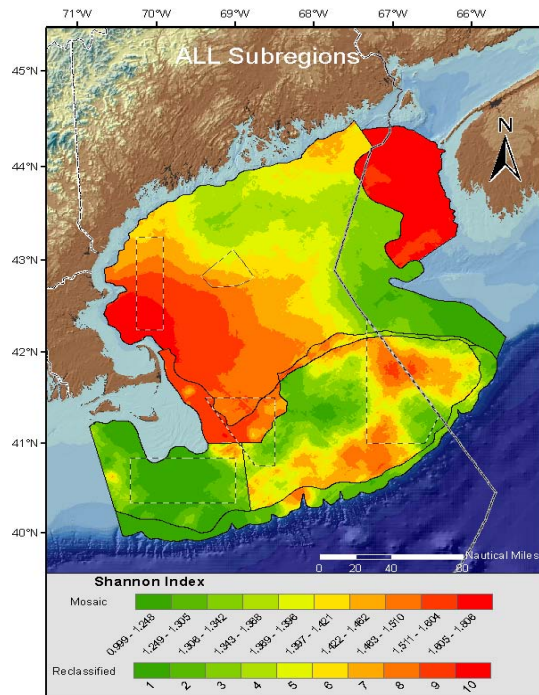 71°W 70°W 69°W 68°W 67°W 66°W
ALL Subregions
45°N
N
44°N
43°N
42°N
41°N
40°N
Nautical Miles
0 20 40 80
Shannon Index
Mosaic
0.999 - 1.248 1.249 - 1.305 1.306 - 1.342 1.343 - 1.368 1.369 - 1.396 1.397 - 1.421 1.422 - 1.462 1.463 - 1.510 1.511 - 1.604 1.605 - 1.808
Reclassified
1 2 3 4 5 6 7 8 9 10